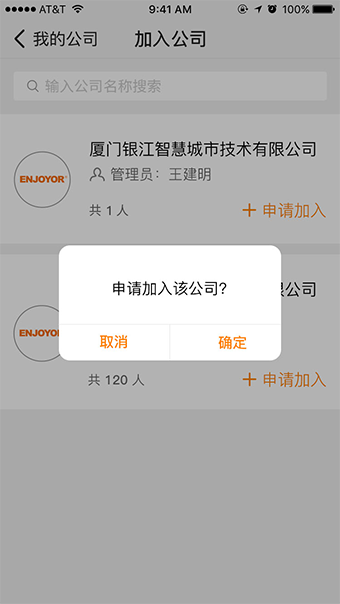 AT&T 9:41 AM 100%
我的公司 加入公司
输入公司名称搜索
厦门银江智慧城市技术有限公司
ENJOYOR
管理员：王建明
共 1 人 申请加入
限公司
申请加入该公司？
ENJOYO
取消 确定
共 120 人 申请加入